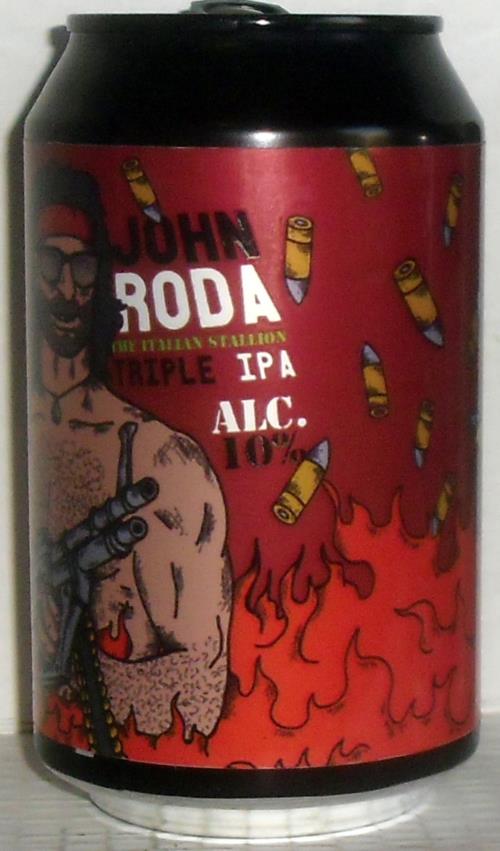 JOHN
RODA
THE ITALIAN STALLION
TRIPLE IPA
ALC.
10%